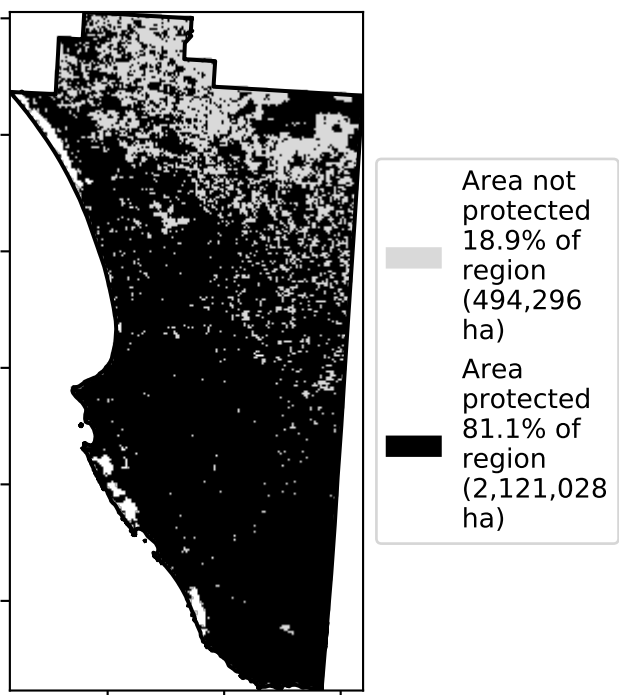 Area not
protected
18.9% of
region
(494,296
ha)
Area
protected
81.1% of
region
(2,121,028
ha)